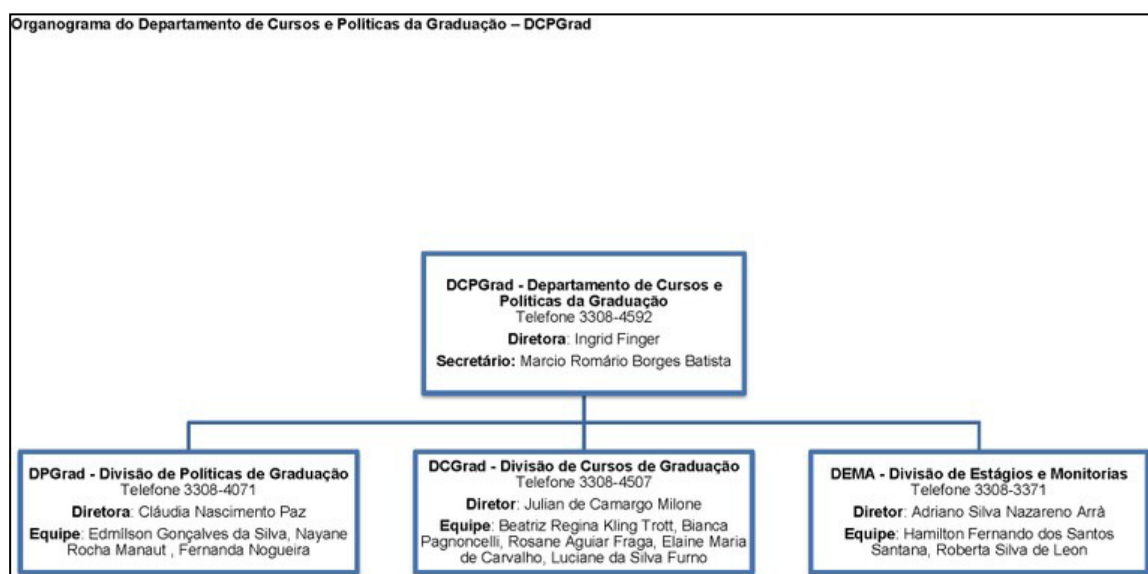 Organograma do Departamento de Cursos e Políticas da Graduação – DCPGrad
DCPGrad - Departamento de Cursos e
Políticas da Graduação
Telefone 3308-4592
Diretora: Ingrid Finger
Secretário: Marcio Romário Borges Batista
DPGrad - Divisão de Políticas de Graduação
Telefone 3308-4071
Diretora: Cláudia Nascimento Paz
Equipe: Edmílson Gonçalves da Silva, Nayane
Rocha Manaut , Fernanda Nogueira
DCGrad - Divisão de Cursos de Graduação
Telefone 3308-4507
Diretor: Julian de Camargo Milone
Equipe: Beatriz Regina Kling Trott, Bianca
Pagnoncelli, Rosane Aguiar Fraga, Elaine Maria
de Carvalho, Luciane da Silva Furno
DEMA - Divisão de Estágios e Monitorias
Telefone 3308-3371
Diretor: Adriano Silva Nazareno Arrà
Equipe: Hamilton Fernando dos Santos
Santana, Roberta Silva de Leon